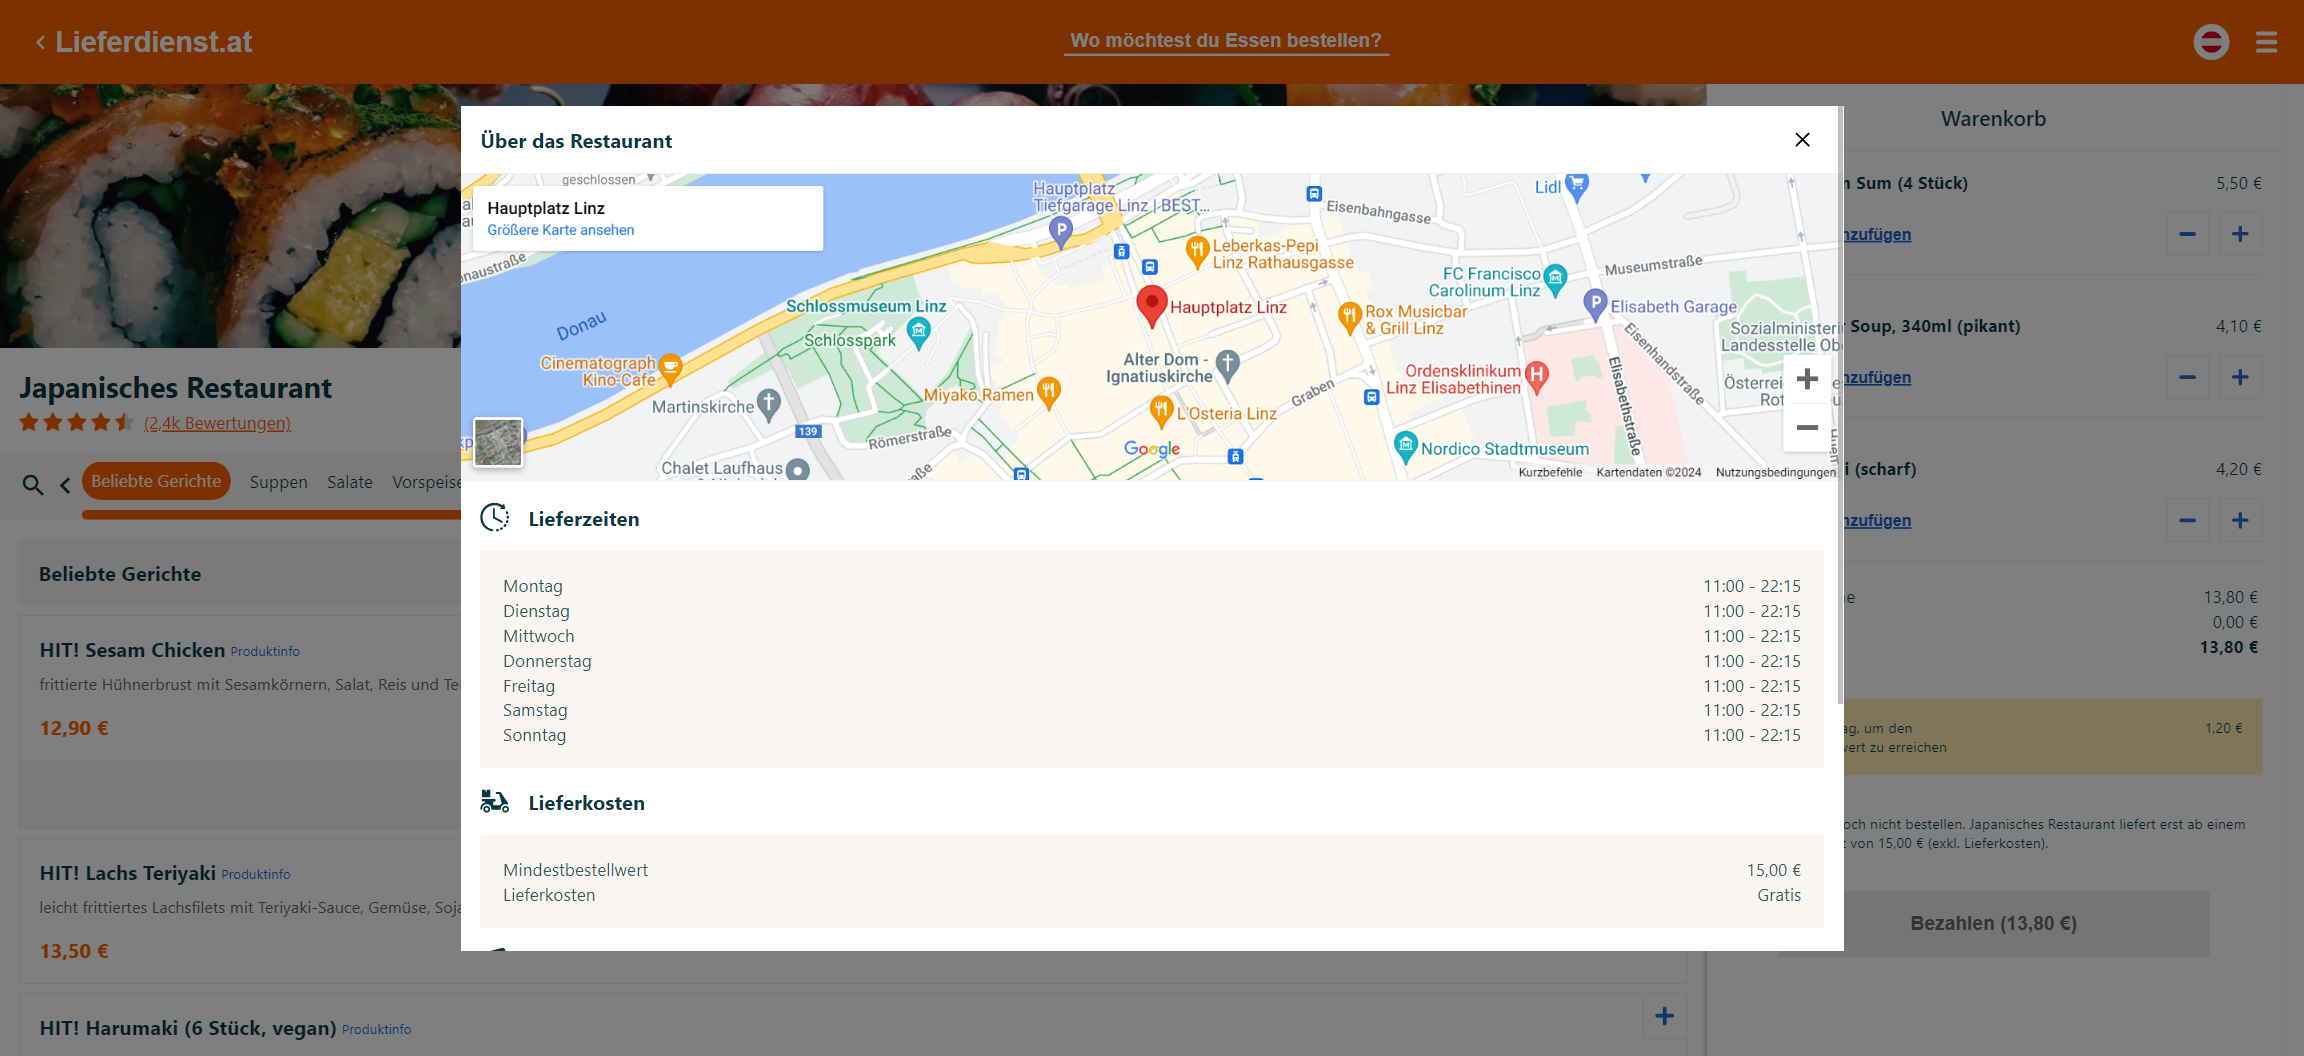 Lieferdienst.at
Wo möchtest du Essen bestellen?
Über das Restaurant
geschlossen
Hauptplatz Linz
Größere Karte ansehen
Donau
Hauptplatz
Tiefgarage Linz | BEST...
P
Eisenbahngasse
Lidl
Leberkas-Pepi
Linz Rathausgasse
FC Francisco
Carolinum Linz
Museumstraße
Schlossmuseum Linz
Schlosspark
Hauptplatz Linz
Rox Musicbar
& Grill Linz
P
Elisabeth Garage
Cinematograph
Kino-Cafe
Martinskirche
Miyako Ramen
Alter Dom -
Ignatiuskirche
L'Osteria Linz
Graben
Ordensklinikum
Linz Elisabethinen
H
Elisabethstraße
Eisenhandstraße
139
Römerstraße
Chalet Laufhaus
Google
Nordico Stadtmuseum
Kurzbefehle Kartendaten ©2024 Nutzungsbedingungen
Lieferzeiten
Montag 11:00 - 22:15
Dienstag 11:00 - 22:15
Mittwoch 11:00 - 22:15
Donnerstag 11:00 - 22:15
Freitag 11:00 - 22:15
Samstag 11:00 - 22:15
Sonntag 11:00 - 22:15
Lieferkosten
Mindestbestellwert 15,00 €
Lieferkosten Gratis
Japanisches Restaurant
(2,4k Bewertungen)
Beliebte Gerichte Suppen Salate Vorspeise
Beliebte Gerichte
HIT! Sesam Chicken Produktinfo
frittierte Hühnerbrust mit Sesamkörnern, Salat, Reis und
12,90 €
HIT! Lachs Teriyaki Produktinfo
leicht frittiertes Lachsfilets mit Teriyaki-Sauce, Gemüse,
13,50 €
HIT! Harumaki (6 Stück, vegan) Produktinfo
Warenkorb
Sum (4 Stück) 5,50 €
nzufügen
Soup, 340ml (pikant) 4,10 €
nzufügen
(scharf) 4,20 €
nzufügen
13,80 €
0,00 €
13,80 €
ag, um den 1,20 €
wert zu erreichen
och nicht bestellen. Japanisches Restaurant liefert erst ab einem
von 15,00 € (exkl. Lieferkosten).
Bezahlen (13,80 €)